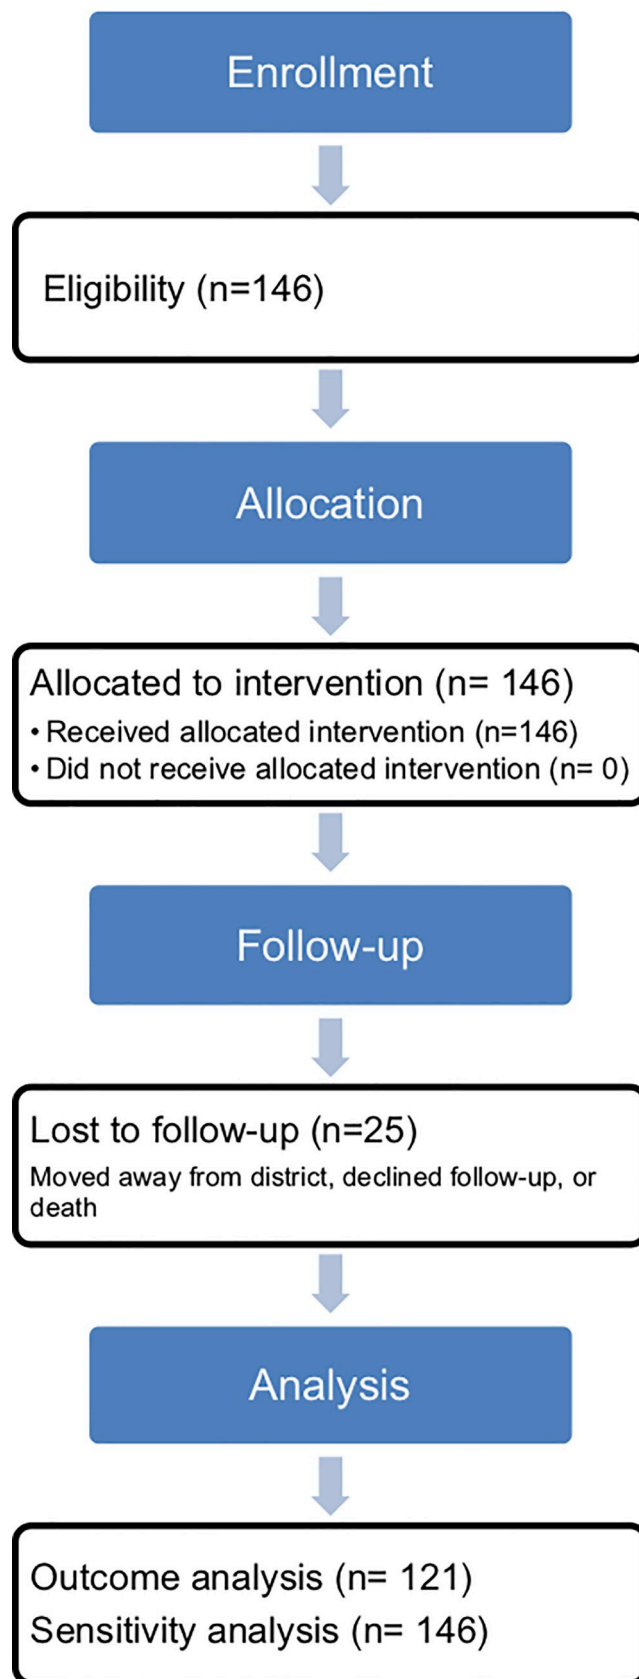 Enrollment
Eligibility (n=146)
Allocation
Allocated to intervention (n= 146)
• Received allocated intervention (n=146)
• Did not receive allocated intervention (n= 0)
Follow-up
Lost to follow-up (n=25)
Moved away from district, declined follow-up, or
death
Analysis
Outcome analysis (n= 121)
Sensitivity analysis (n= 146)